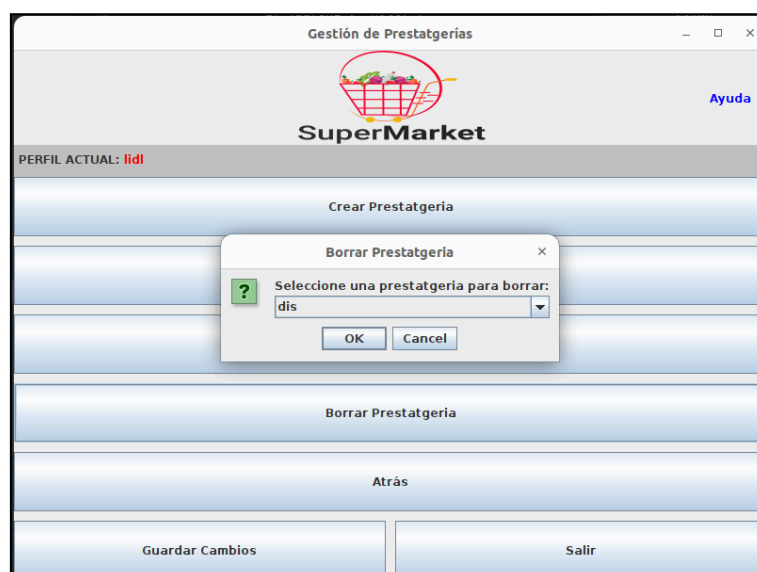 Gestión de Prestatgerías
SuperMarket
Ayuda
PERFIL ACTUAL: lidl
Crear Prestatgeria
Borrar Prestatgeria
?
Seleccione una prestatgeria para borrar:
dis
OK
Cancel
Borrar Prestatgeria
Atrás
Guardar Cambios
Salir